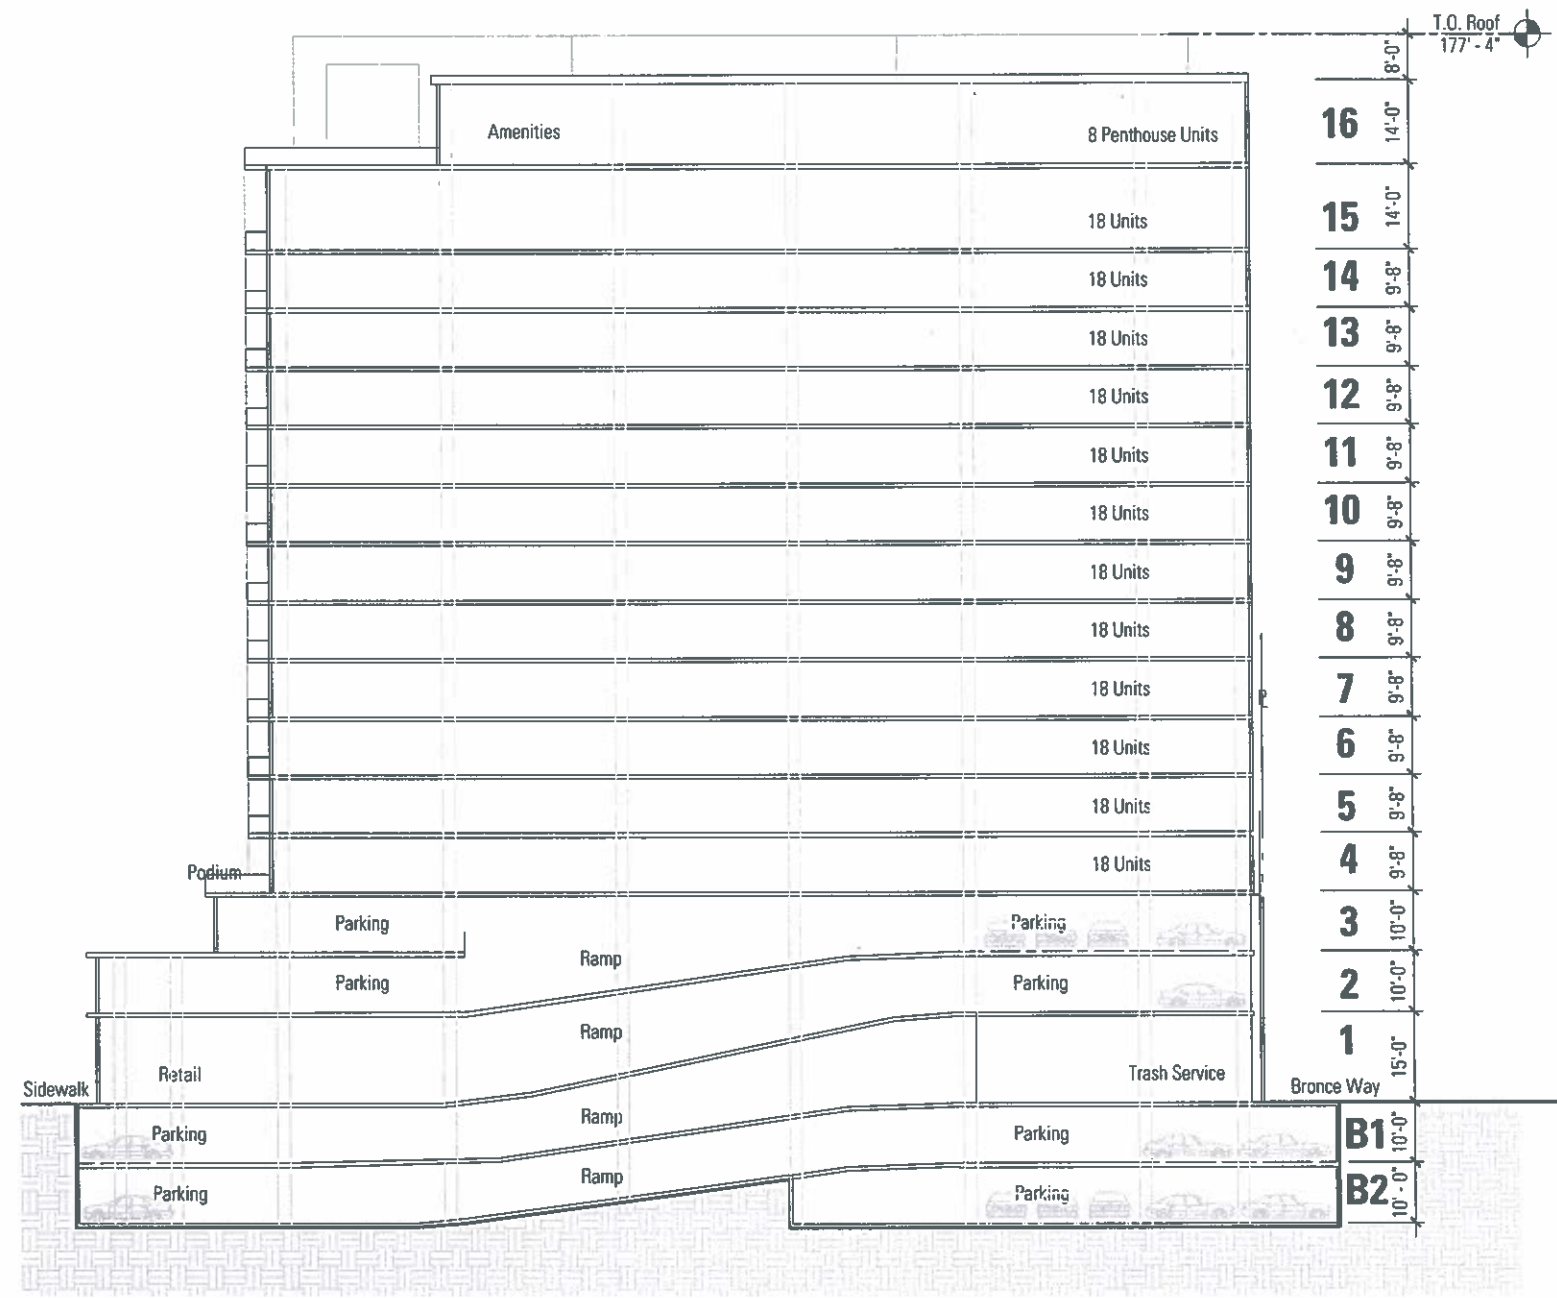 T.O. Roof
177' - 4"
8'-0"
Amenities
8 Penthouse Units
16
14'-0"
18 Units
15
14'-0"
18 Units
14
9'-8"
18 Units
13
9'-8"
18 Units
12
9'-8"
18 Units
11
9'-8"
18 Units
10
9'-8"
18 Units
9
9'-8"
18 Units
8
9'-8"
18 Units
7
9'-8"
18 Units
6
9'-8"
18 Units
5
9'-8"
Podium
18 Units
4
9'-8"
Parking
Parking
3
10'-0"
Ramp
Parking
Parking
2
10'-0"
Ramp
1
15'-0"
Retail
Trash Service
Sidewalk
Bronce Way
Ramp
Parking
Parking
B1
10'-0"
Ramp
Parking
Parking
B2
10' - 0"